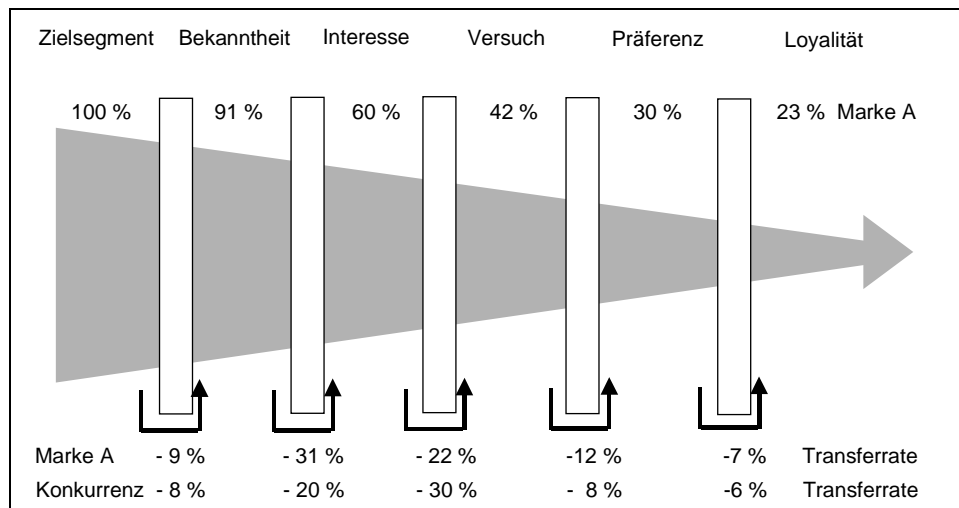 Zielsegment Bekanntheit Interesse Versuch Präferenz Loyalität
100 % 91 % 60 % 42 % 30 % 23 % Marke A
Marke A - 9 % - 31 % - 22 % -12 % -7 % Transferrate
Konkurrenz - 8 % - 20 % - 30 % - 8 % -6 % Transferrate